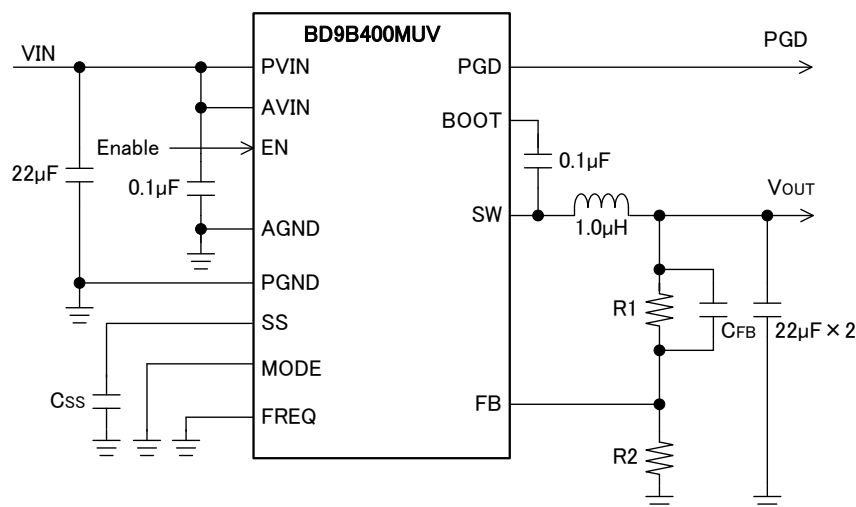 BD9B400MUV
VIN
PGD
PVIN
PGD
AVIN
BOOT
Enable
EN
22µF
0.1µF
0.1µF
VOUT
AGND
SW
1.0µH
PGND
SS
R1
CFB
22µF×2
MODE
CSS
FREQ
FB
R2